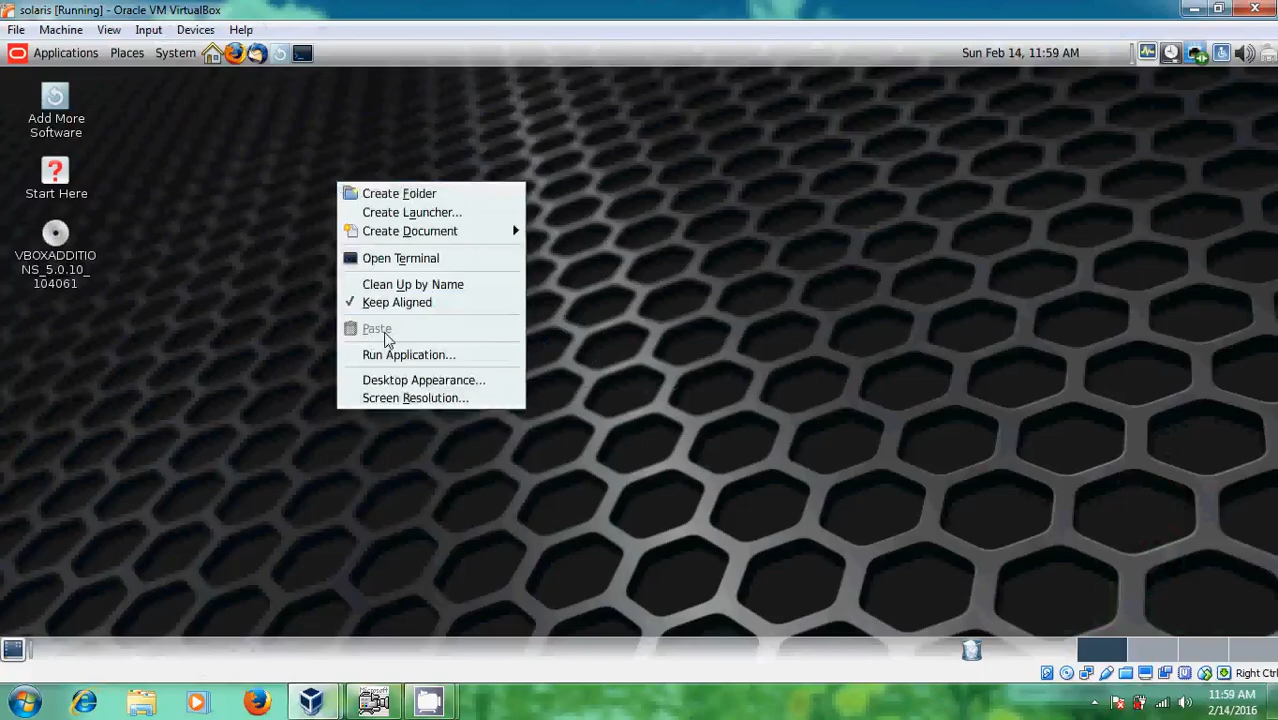 solaris [Running] - Oracle VM VirtualBox
File Machine View Input Devices Help
Applications Places System Sun Feb 14, 11:59 AM
Add More
Software
Start Here
VBOXADDITIO
NS_5.0.10_
104061
Create Folder
Create Launcher...
Create Document
Open Terminal
Clean Up by Name
Keep Aligned
Paste
Run Application...
Desktop Appearance...
Screen Resolution...
Right Ctrl
Microsoft
11:59 AM
2/14/2016